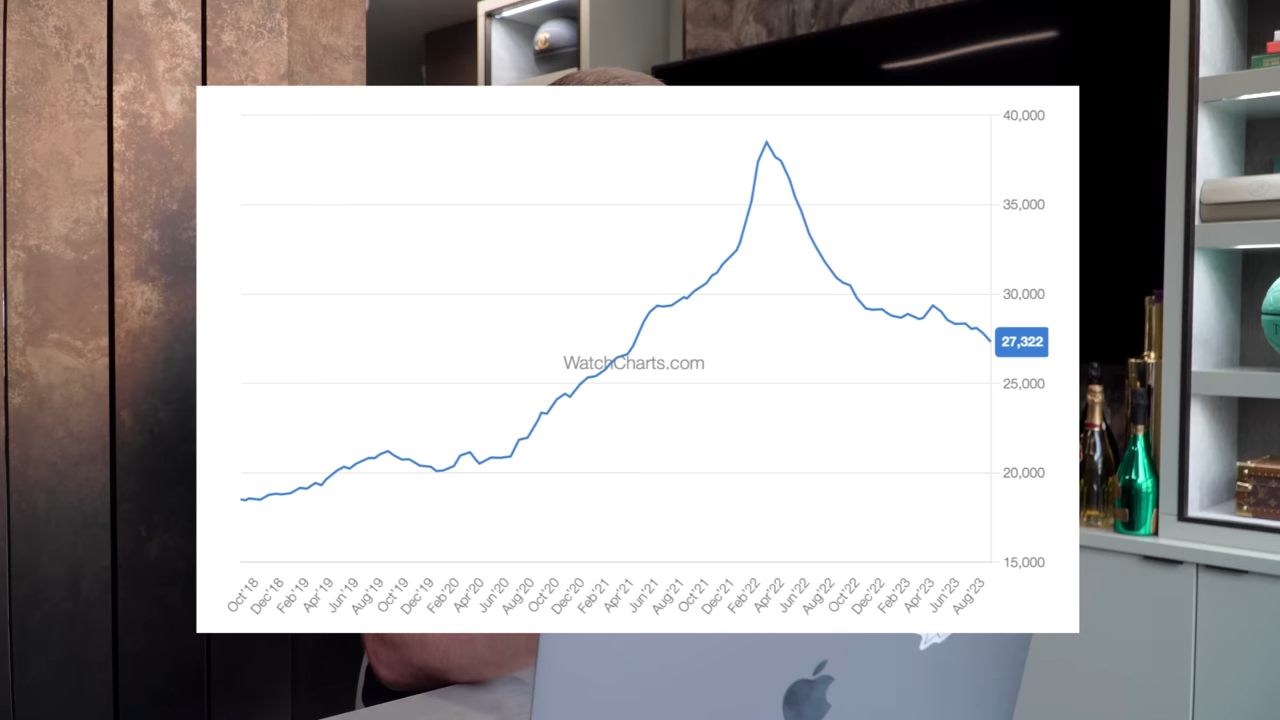 40,000
35,000
30,000
27,322
WatchCharts.com
25,000
20,000
15,000
Oct'18
Dec'18
Feb'19
Apr'19
Jun'19
Aug'19
Oct'19
Dec'19
Feb'20
Apr'20
Jun'20
Aug'20
Oct'20
Dec'20
Feb'21
Apr'21
Jun'21
Aug'21
Oct'21
Dec'21
Feb'22
Apr'22
Jun'22
Aug'22
Oct'22
Dec'22
Feb'23
Apr'23
Jun'23
Aug'23